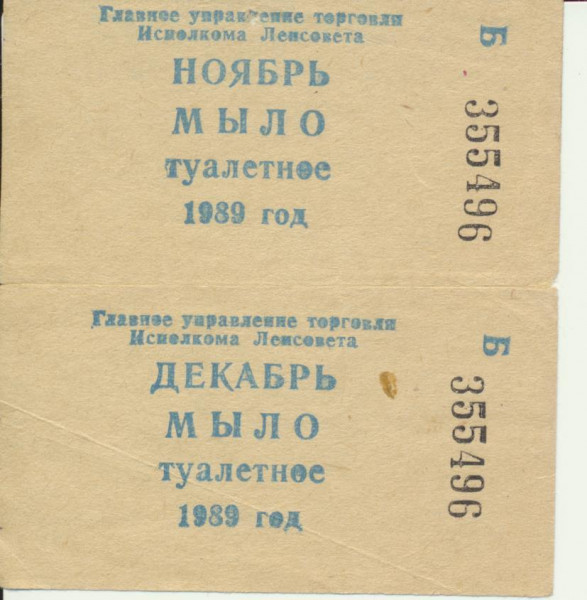 Главное управление торговли
Исполкома Ленсовета
НОЯБРЬ
МЫЛО
туалетное
1989 год
Б
355496
Главное управление торговли
Исполкома Ленсовета
ДЕКАБРЬ
МЫЛО
туалетное
1989 год
Б
355496